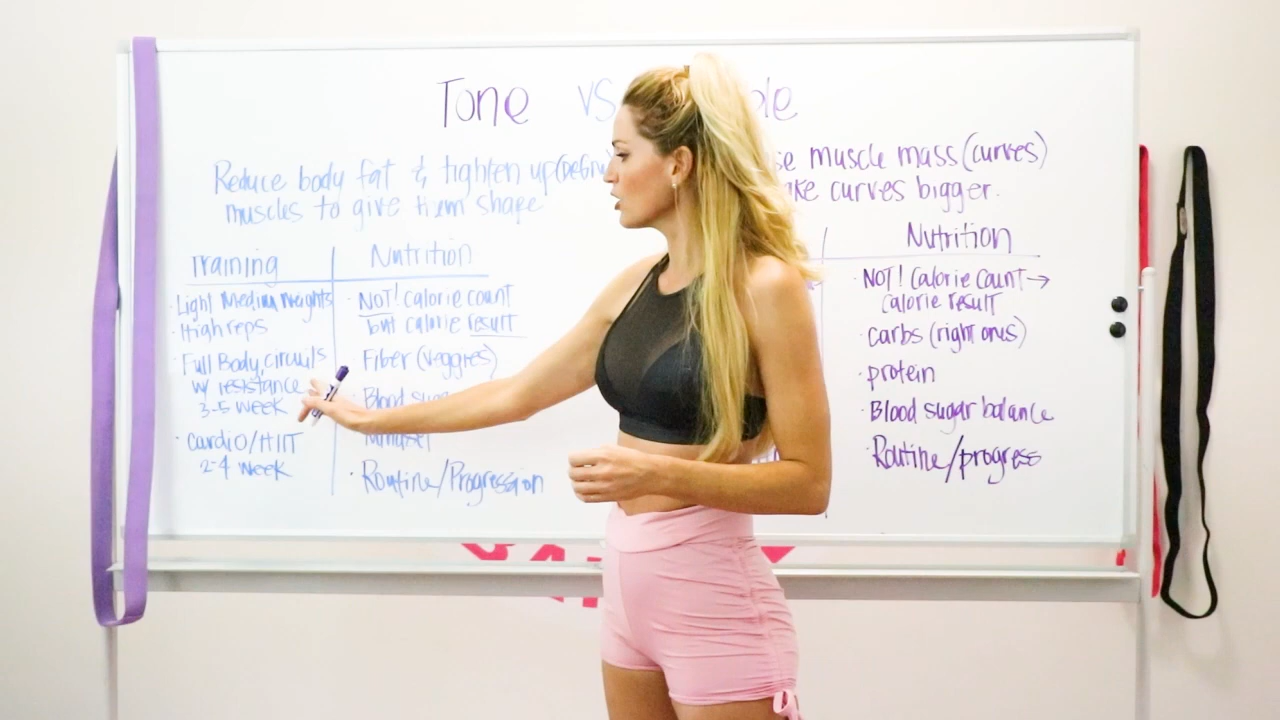 Tone VS
Reduce body fat & tighten up
muscles to give them shape
Training
Light Medium Weights
· High reps
· Full Body, circuits
w/ resistance
3-5 week
· Cardio/HIIT
2-4 week
Nutrition
· NOT! calorie count
but calorie result
Fiber (veggies)
· Blood
Mindset
· Routine/Progression
muscle mass (curves)
curves bigger.
Nutrition
· NOT! calorie count →
calorie result
· carbs (right ones)
· protein
· Blood sugar balance
· Routine/progress